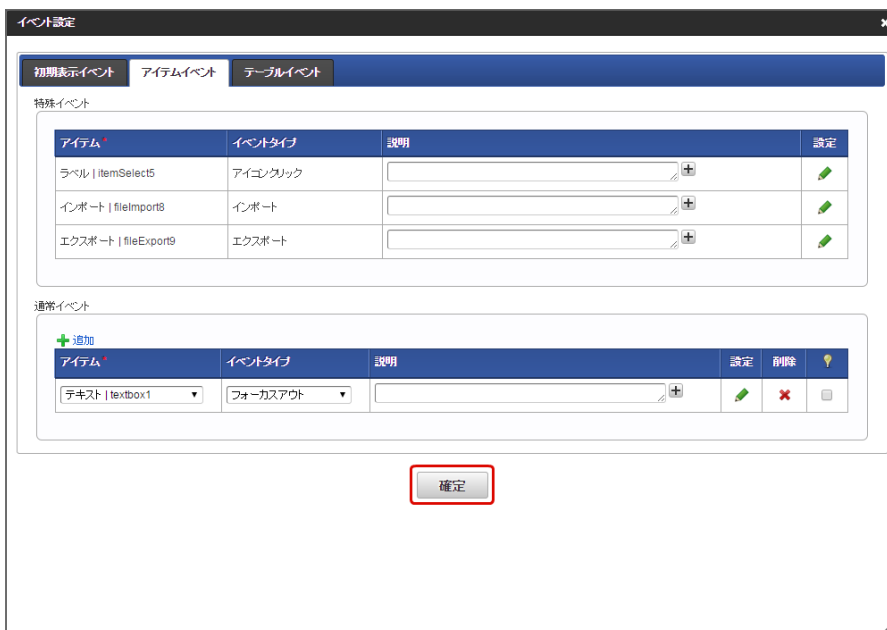 イベント設定
初期表示イベント アイテムイベント テーブルイベント
特殊イベント
アイテム* イベントタイプ 説明 設定
ラベル | itemSelect5 アイコンクリック
インポート | fileImport8 インポート
エクスポート | fileExport9 エクスポート
通常イベント
追加
アイテム* イベントタイプ 説明 設定 削除
テキスト | textbox1 フォーカスアウト
確定